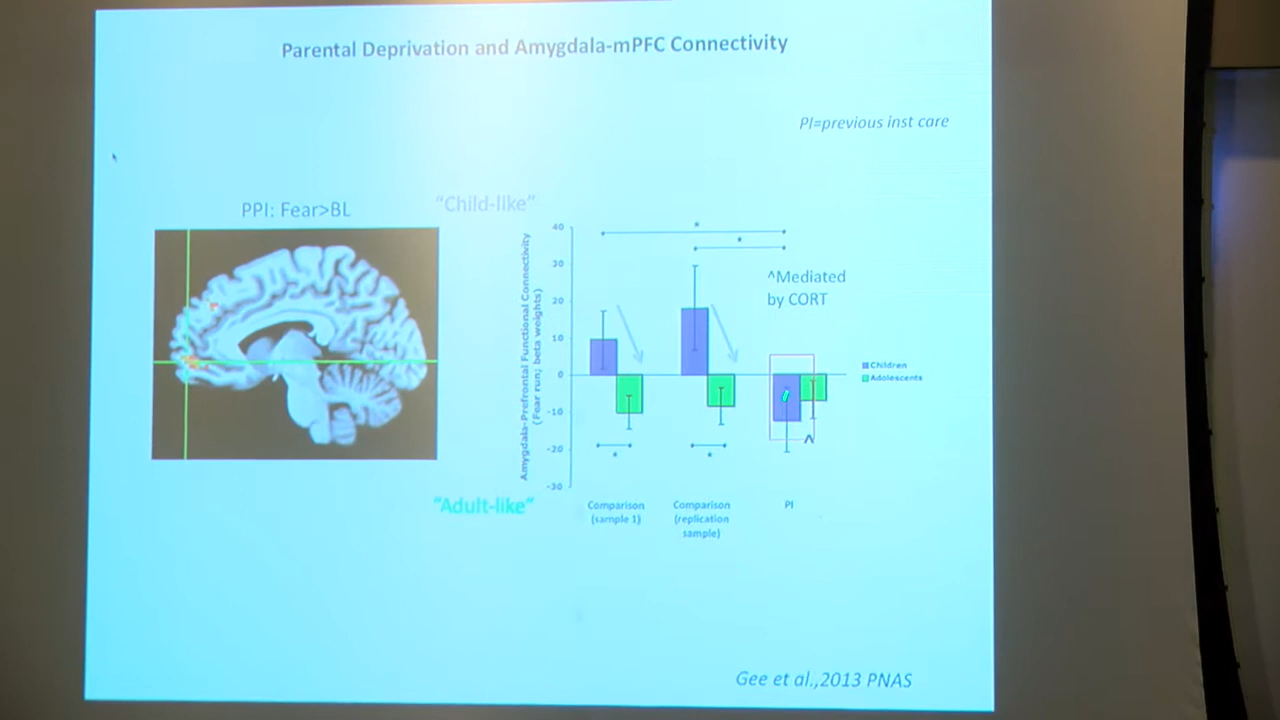 Parental Deprivation and Amygdala-mPFC Connectivity
PI=previous inst care
PPI: Fear>BL
"Child-like"
"Adult-like"
Amygdala-Prefrontal Functional Connectivity
(Fear run; beta weights)
40
30
20
10
0
-10
-20
-30
*
*
^Mediated
by CORT
*
*
^
Comparison
(sample 1)
Comparison
(replication
sample)
PI
Children
Adolescents
Gee et al.,2013 PNAS